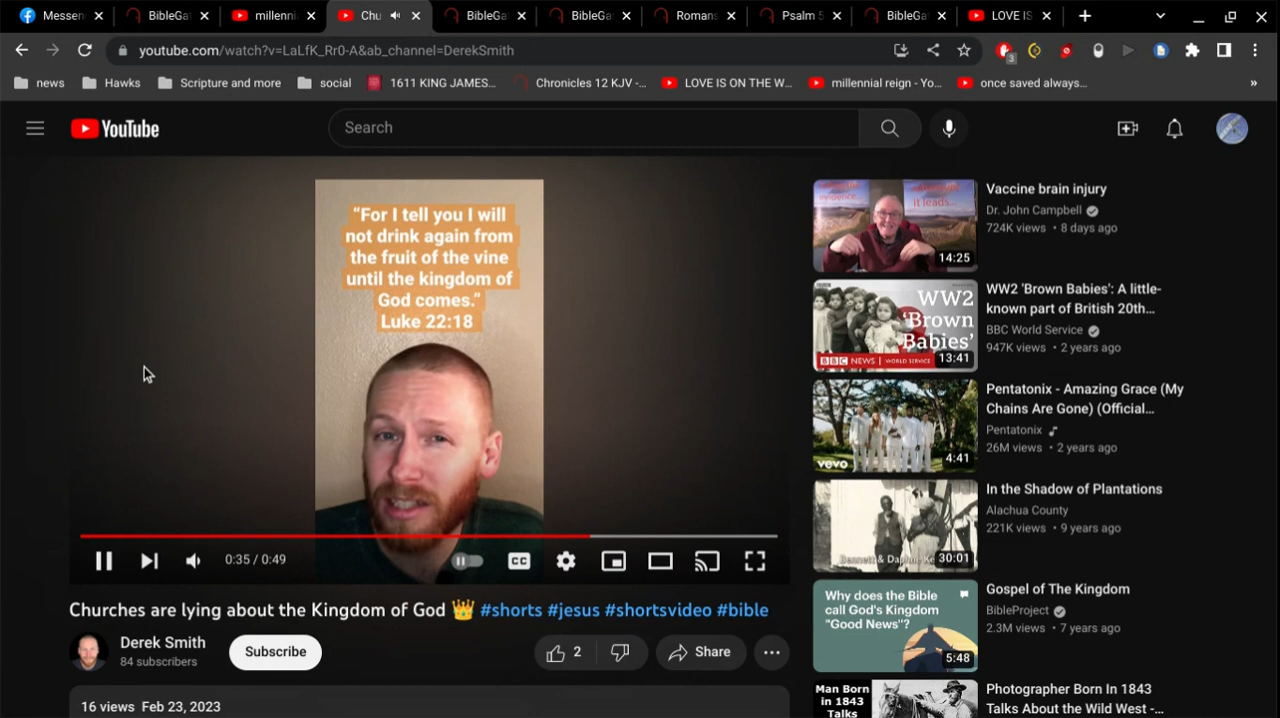 Messen
BibleGa
millenni
Chu
BibleGa
BibleGa
Romans
Psalm 5
BibleGa
LOVE IS
youtube.com/watch?v=LaLfK_Rr0-A&ab_channel=DerekSmith
3
news
Hawks
Scripture and more
social
1611 KING JAMES...
Chronicles 12 KJV -...
LOVE IS ON THE W...
millennial reign - Yo...
once saved always...
»
YouTube
Search
“For I tell you I will
not drink again from
the fruit of the vine
until the kingdom of
God comes.”
Luke 22:18
0:35 / 0:49
CC
Churches are lying about the Kingdom of God 👑 #shorts #jesus #shortsvideo #bible
Derek Smith
84 subscribers
Subscribe
2
Share
16 views Feb 23, 2023
evidence...
it leads...
14:25
Vaccine brain injury
Dr. John Campbell
724K views • 8 days ago
WW2
'Brown
Babies'
BBC NEWS | WORLD SERVICE
13:41
WW2 'Brown Babies': A little-
known part of British 20th...
BBC World Service
947K views • 2 years ago
vevo
4:41
Pentatonix - Amazing Grace (My
Chains Are Gone) (Official...
Pentatonix
26M views • 2 years ago
30:01
In the Shadow of Plantations
Alachua County
221K views • 9 years ago
Why does the Bible
call God's Kingdom
"Good News"?
5:48
Gospel of The Kingdom
BibleProject
2.3M views • 7 years ago
Man Born
in 1843
Talks
Photographer Born In 1843
Talks About the Wild West -...